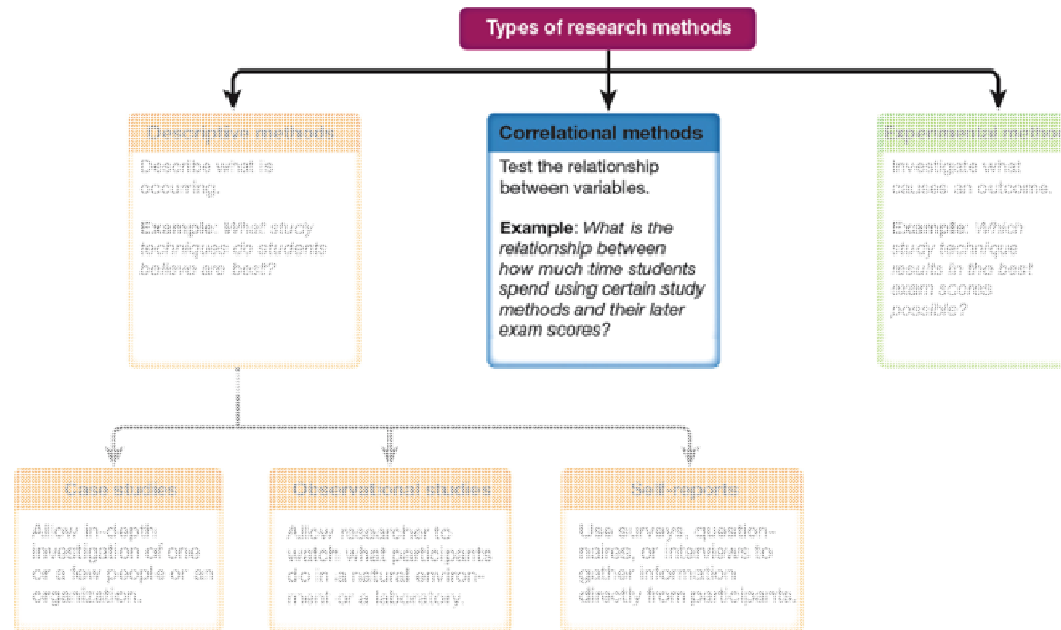 Types of research methods
Descriptive methods
Describe what is
occurring.
Example: What study
techniques do students
believe are best?
Correlational methods
Test the relationship
between variables.
Example: What is the
relationship between
how much time students
spend using certain study
methods and their later
exam scores?
Experimental
Investigate what
causes an outcome.
Example: Which
study technique
results in the best
exam scores
possible?
Case studies
Allow in-depth
investigation of one
or a few people or an
organization.
Observational studies
Allow researcher to
watch what participants
do in a natural environ-
ment or a laboratory.
Self-reports
Use surveys, question-
naires, or interviews to
gather information
directly from participants.